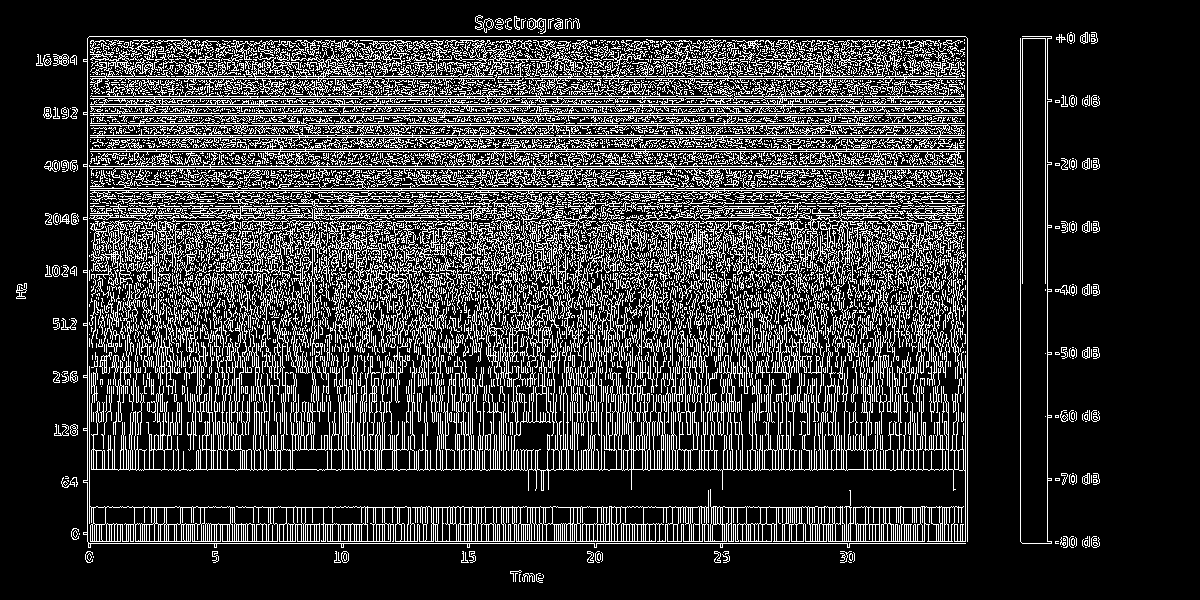 Spectrogram
Hz
16384
8192
4096
2048
1024
512
256
128
64
0
0 5 10 15 20 25 30
Time
+0 dB
-10 dB
-20 dB
-30 dB
-40 dB
-50 dB
-60 dB
-70 dB
-80 dB